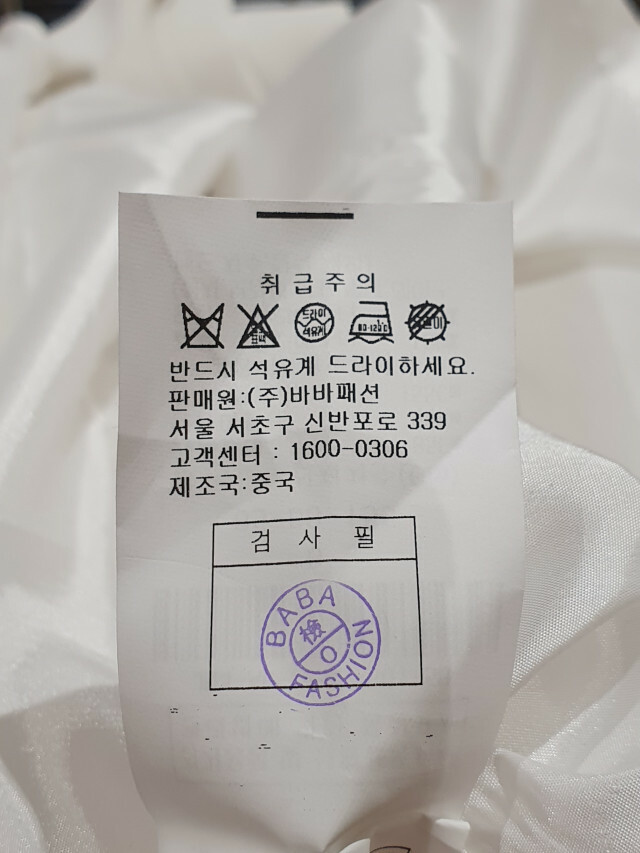 취급주의
드라이
석유계
80-120℃
반드시 석유계 드라이하세요.
판매원:(주)바바패션
서울 서초구 신반포로 339
고객센터 : 1600-0306
제조국:중국
검 사 필
BABA
檢
FASHION